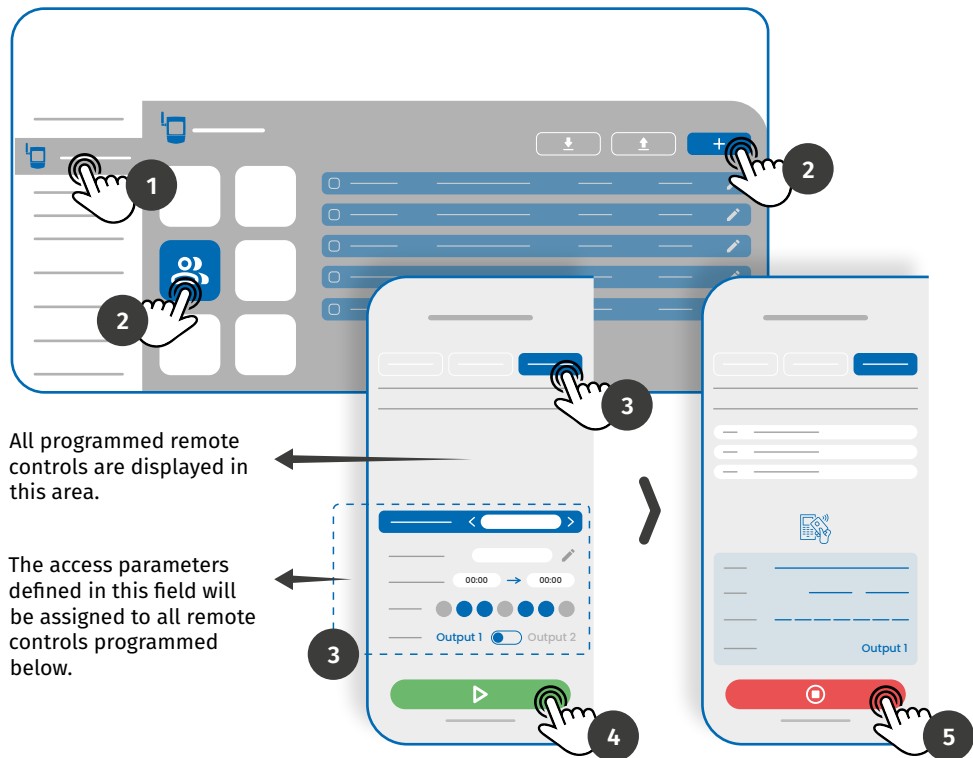 1
2
2
3
All programmed remote
controls are displayed in
this area.
The access parameters
defined in this field will
be assigned to all remote
controls programmed
below.
00:00 → 00:00
Output 1 Output 2
3
4
Output 1
5